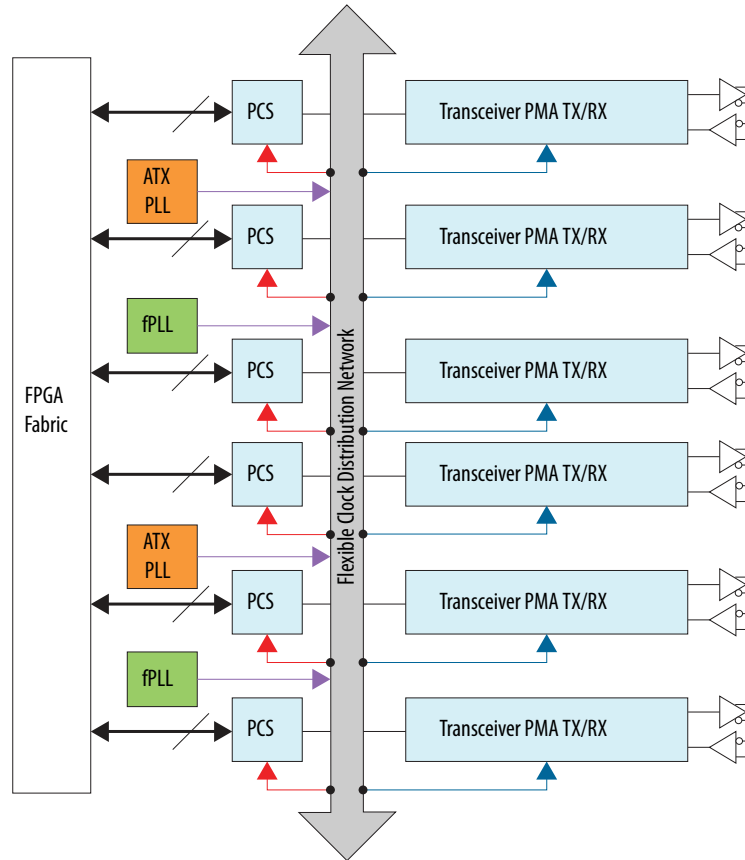 PCS
Transceiver PMA TX/RX
ATX
PLL
PCS
Transceiver PMA TX/RX
fPLL
PCS
Transceiver PMA TX/RX
FPGA
Fabric
Flexible Clock Distribution Network
PCS
Transceiver PMA TX/RX
ATX
PLL
PCS
Transceiver PMA TX/RX
fPLL
PCS
Transceiver PMA TX/RX